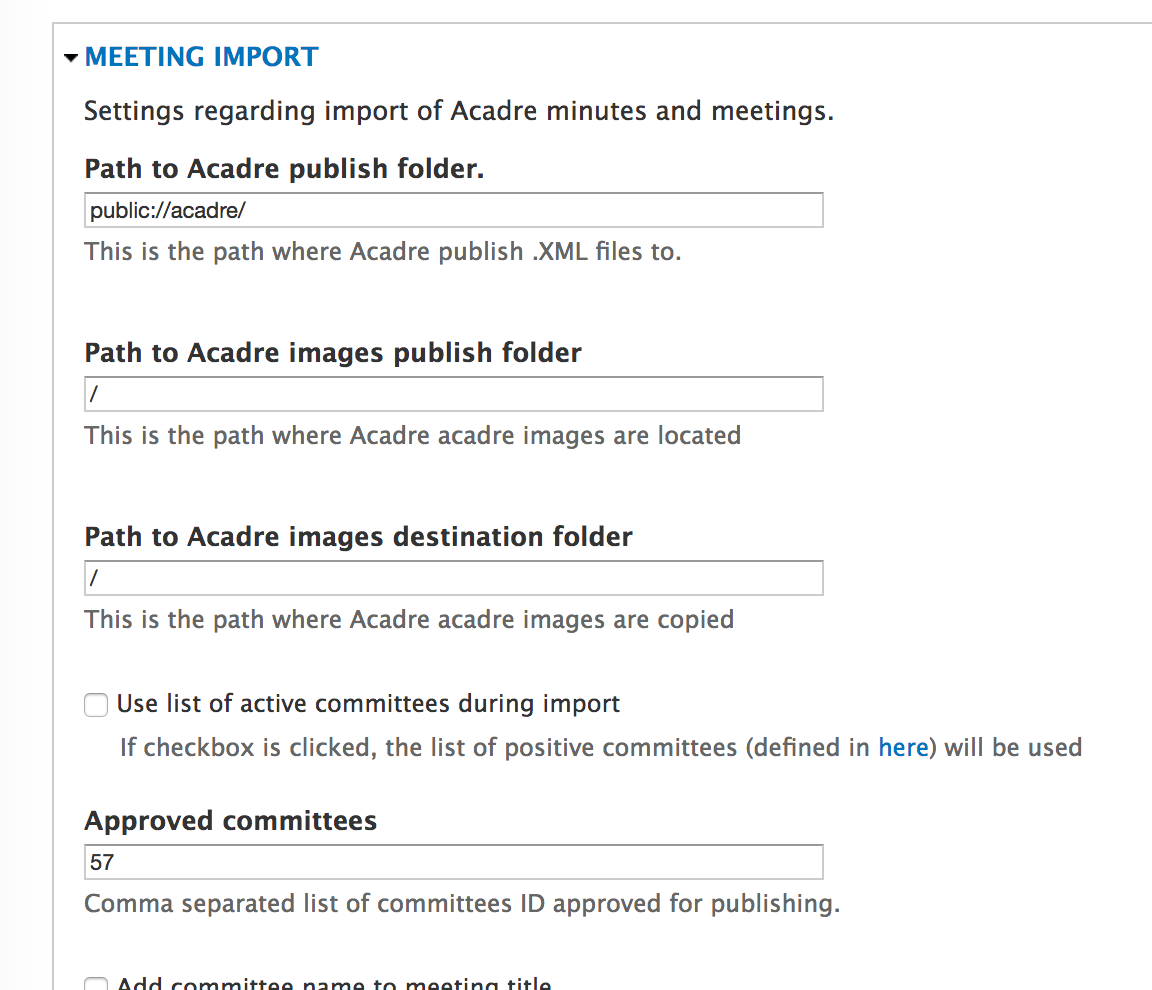 MEETING IMPORT
Settings regarding import of Acadre minutes and meetings.
Path to Acadre publish folder.
public://acadre/
This is the path where Acadre publish .XML files to.
Path to Acadre images publish folder
/
This is the path where Acadre acadre images are located
Path to Acadre images destination folder
/
This is the path where Acadre acadre images are copied
Use list of active committees during import
If checkbox is clicked, the list of positive committees (defined in here) will be used
Approved committees
57
Comma separated list of committees ID approved for publishing.
Add committee name to meeting title